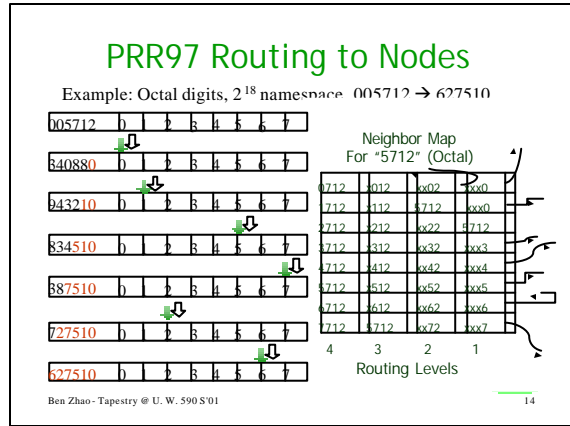 PRR97 Routing to Nodes
Example: Octal digits, 2^18 namespace, 005712 → 627510
005712 0 1 2 3 4 5 6 7
340880 0 1 2 3 4 5 6 7
943210 0 1 2 3 4 5 6 7
834510 0 1 2 3 4 5 6 7
387510 0 1 2 3 4 5 6 7
727510 0 1 2 3 4 5 6 7
627510 0 1 2 3 4 5 6 7
Neighbor Map
For "5712" (Octal)
0712 x012 xx02 xxx0
1712 x112 5712 xxx0
2712 x212 xx22 5712
3712 x312 xx32 xxx3
4712 x412 xx42 xxx4
5712 x512 xx52 xxx5
6712 x612 xx62 xxx6
7712 5712 xx72 xxx7
4 3 2 1
Routing Levels
Ben Zhao - Tapestry @ U. W. 590 S'01
14